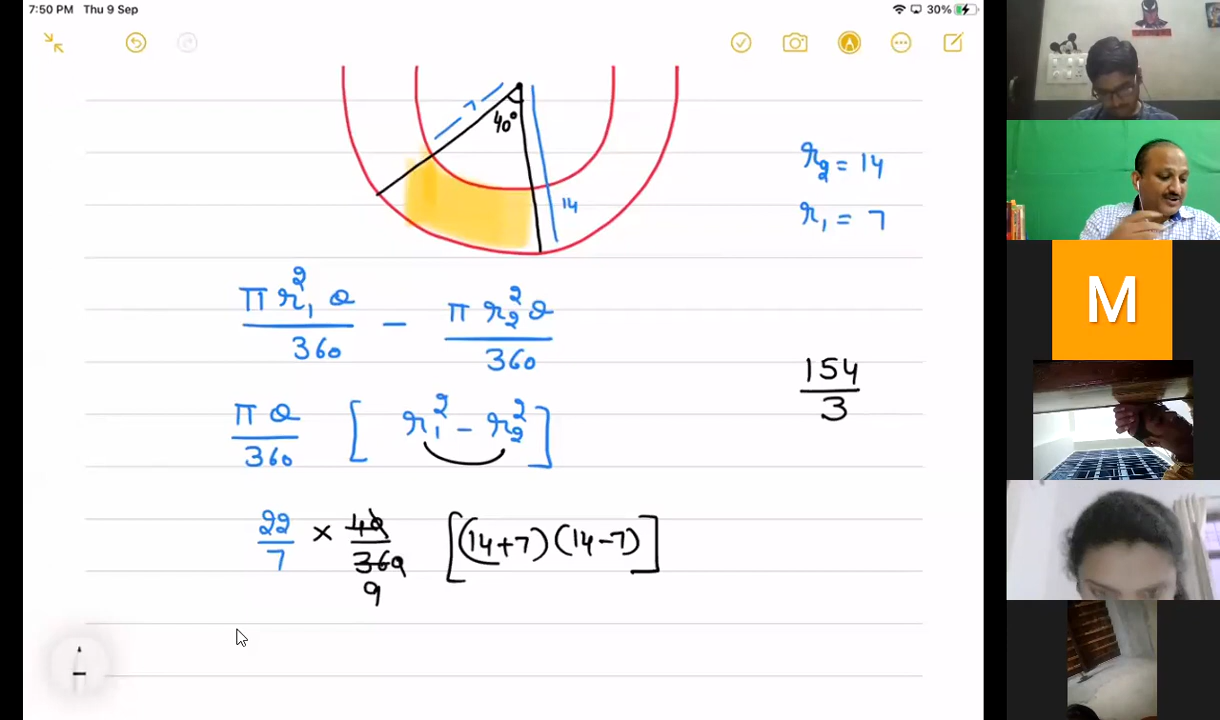 7:50 PM Thu 9 Sep
30%
7
40°
14
r₂ = 14
r₁ = 7
πr₁²θ/360 − πr₂²θ/360
154/3
πθ/360 [r₁² − r₂²]
22/7 × 40/360 [(14+7)(14−7)]
9
M